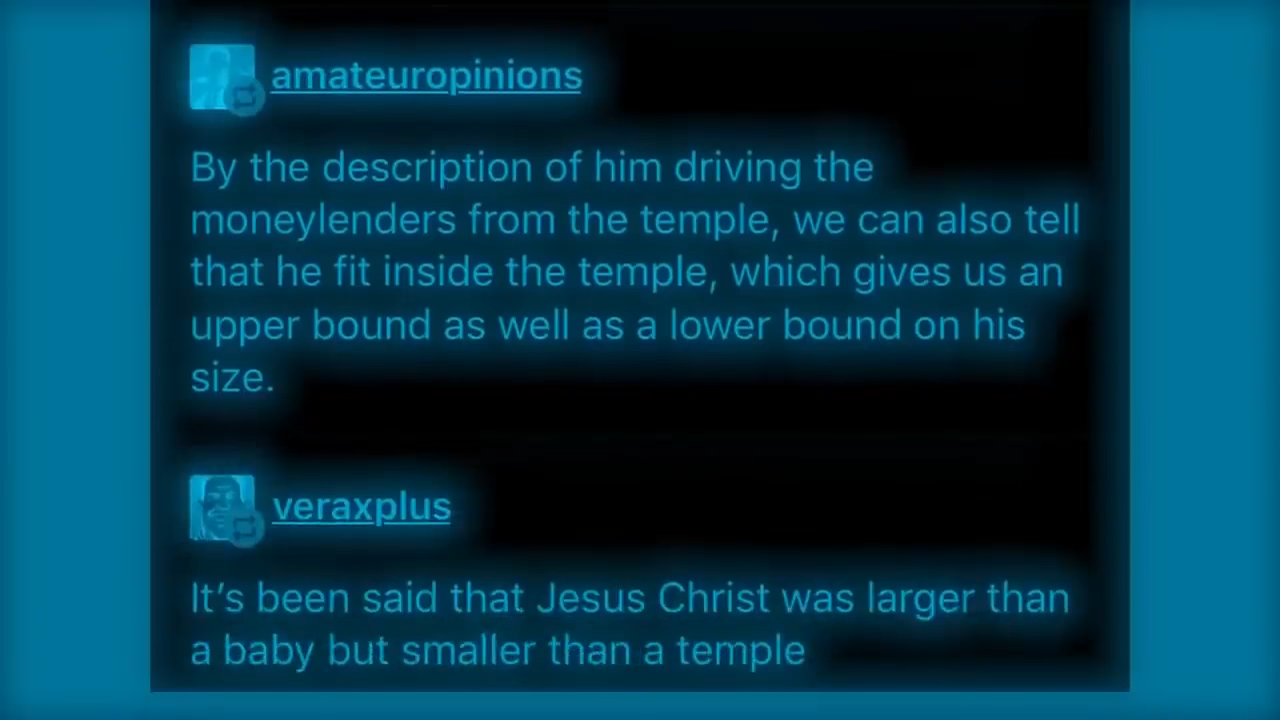 amateuropinions
By the description of him driving the
moneylenders from the temple, we can also tell
that he fit inside the temple, which gives us an
upper bound as well as a lower bound on his
size.
veraxplus
It’s been said that Jesus Christ was larger than
a baby but smaller than a temple